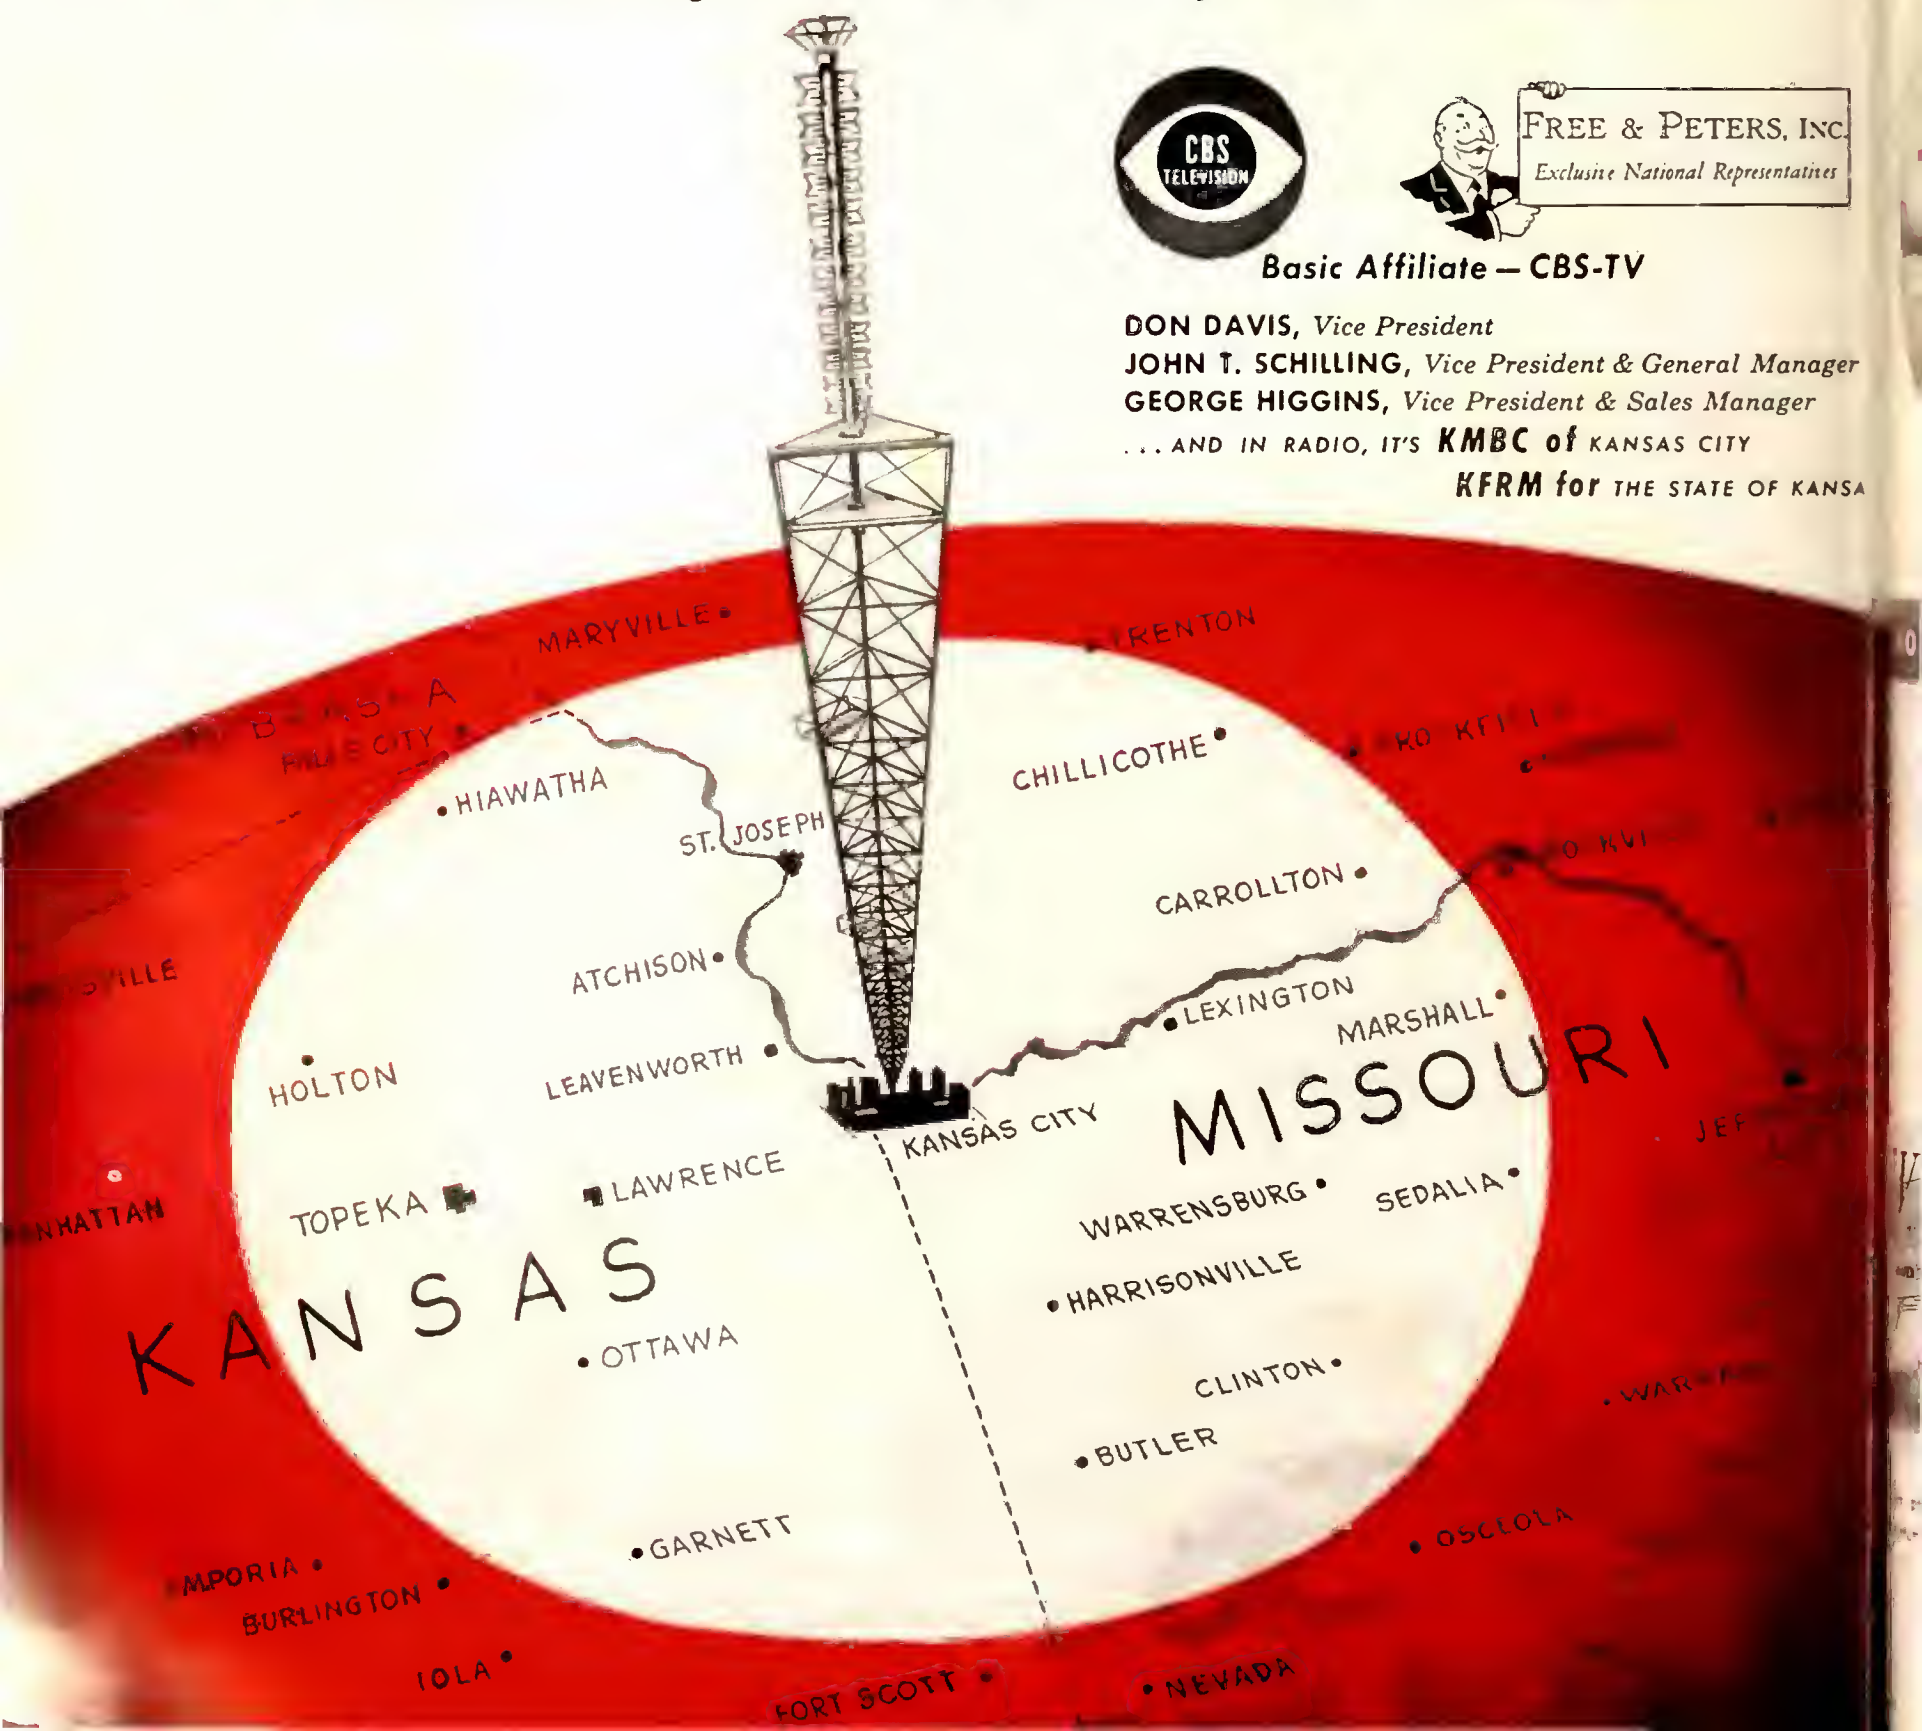 CBS
TELEVISION
FREE & PETERS, INC.
Exclusive National Representatives
Basic Affiliate — CBS-TV
DON DAVIS, Vice President
JOHN T. SCHILLING, Vice President & General Manager
GEORGE HIGGINS, Vice President & Sales Manager
... AND IN RADIO, IT'S KMBC of KANSAS CITY
KFRM for THE STATE OF KANSA
MARYVILLE
TRENTON
HIAWATHA
CHILLICOTHE
ST. JOSEPH
CARROLLTON
ATCHISON
LEXINGTON
MARSHALL
HOLTON
LEAVENWORTH
MISSOURI
KANSAS CITY
JEF
TOPEKA
LAWRENCE
WARRENSBURG
SEDALIA
KANSAS
HARRISONVILLE
OTTAWA
CLINTON
BUTLER
GARNETT
OSCEOLA
MPORIA
BURLINGTON
IOLA
FORT SCOTT
NEVADA